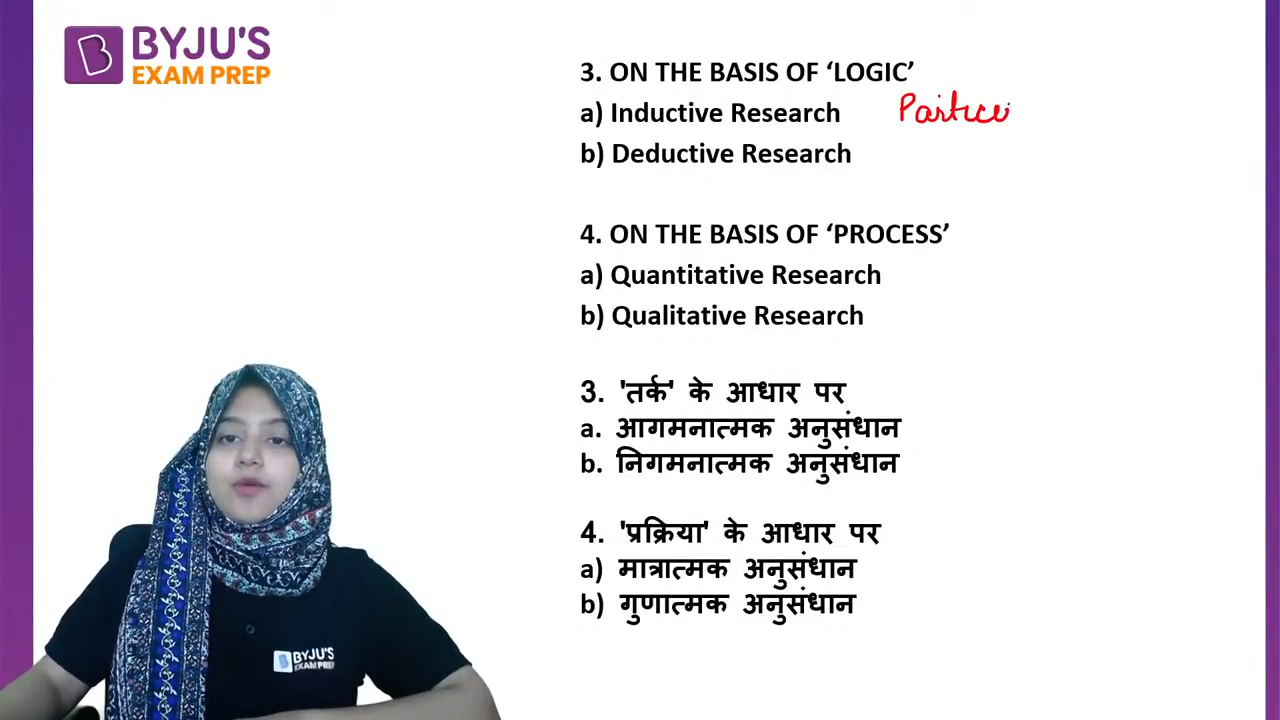 BYJU'S
EXAM PREP
3. ON THE BASIS OF ‘LOGIC’
a) Inductive Research
b) Deductive Research
4. ON THE BASIS OF ‘PROCESS’
a) Quantitative Research
b) Qualitative Research
3. 'तर्क' के आधार पर
a. आगमनात्मक अनुसंधान
b. निगमनात्मक अनुसंधान
4. 'प्रक्रिया' के आधार पर
a) मात्रात्मक अनुसंधान
b) गुणात्मक अनुसंधान
BYJU'S
EXAM PREP